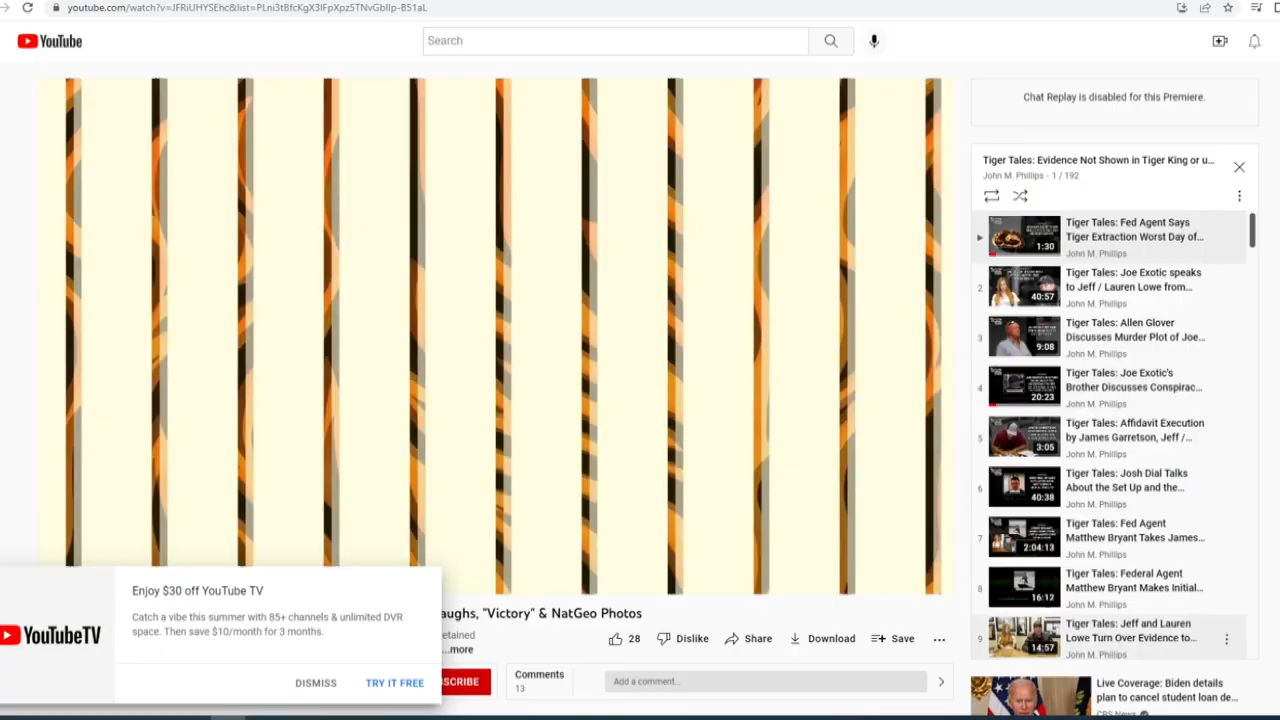 youtube.com/watch?v=JFRiUHYSEhc&list=PLni3t8fcKgX3IFpXpz5TNvGbIlp-B51aL
YouTube
Search
Chat Replay is disabled for this Premiere.
Tiger Tales: Evidence Not Shown in Tiger King or u...
John M. Phillips - 1 / 192
Tiger Tales: Fed Agent Says
Tiger Extraction Worst Day of...
John M. Phillips
1:30
2
Tiger Tales: Joe Exotic speaks
to Jeff / Lauren Lowe from...
John M. Phillips
40:57
3
Tiger Tales: Allen Glover
Discusses Murder Plot of Joe...
John M. Phillips
9:08
4
Tiger Tales: Joe Exotic's
Brother Discusses Conspirac...
John M. Phillips
20:23
5
Tiger Tales: Affidavit Execution
by James Garretson, Jeff /...
John M. Phillips
3:05
6
Tiger Tales: Josh Dial Talks
About the Set Up and the...
John M. Phillips
40:38
7
Tiger Tales: Fed Agent
Matthew Bryant Takes James...
John M. Phillips
2:04:13
8
Tiger Tales: Federal Agent
Matthew Bryant Makes Initial...
John M. Phillips
16:12
9
Tiger Tales: Jeff and Lauren
Lowe Turn Over Evidence to...
John M. Phillips
14:57
Live Coverage: Biden details
plan to cancel student loan de...
CBS News
aughs, "Victory" & NatGeo Photos
etained
...more
28
Dislike
Share
Download
Save
SCRIBE
Comments
13
Add a comment...
YouTubeTV
Enjoy $30 off YouTube TV
Catch a vibe this summer with 85+ channels & unlimited DVR
space. Then save $10/month for 3 months.
DISMISS
TRY IT FREE